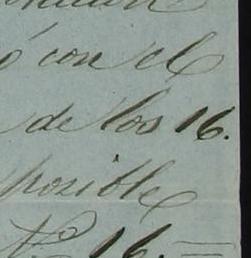 ó con el
de los 16.
posible
16.